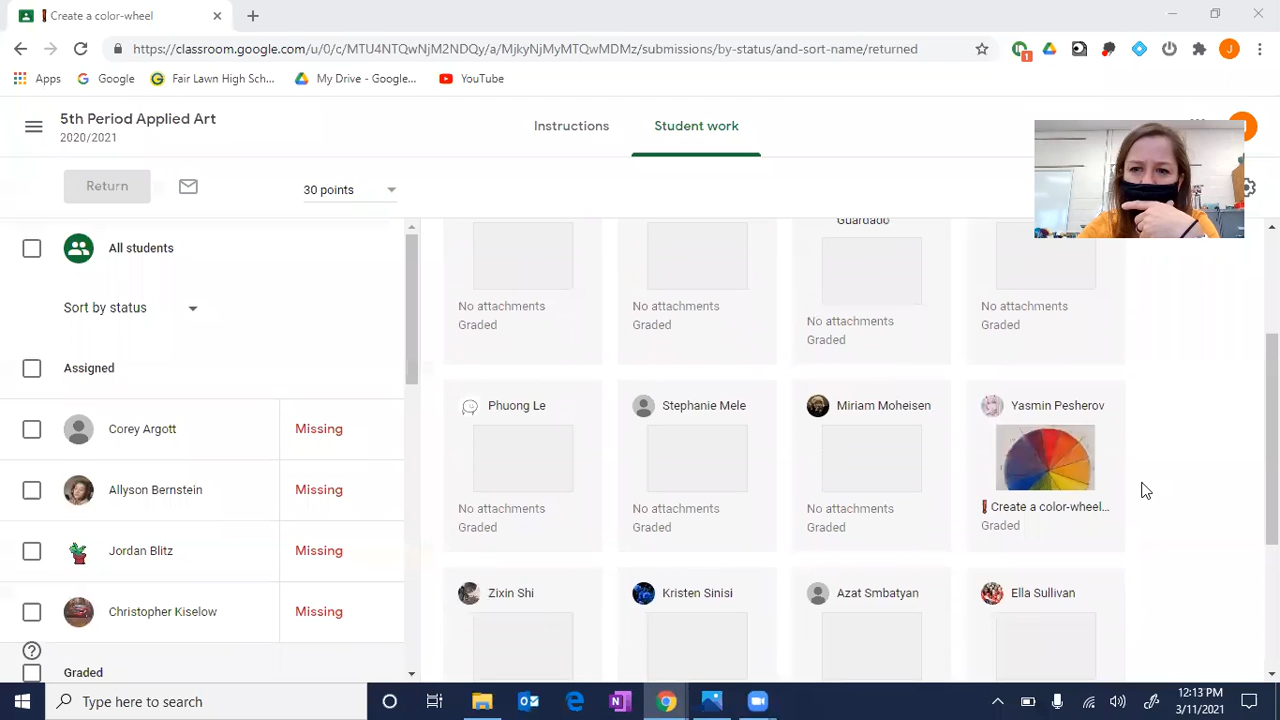 Create a color-wheel
https://classroom.google.com/u/0/c/MTU4NTQwNjM2NDQy/a/MjkyNjMyMTQwMDMz/submissions/by-status/and-sort-name/returned
1
J
Apps
Google
Fair Lawn High Sch...
My Drive - Google...
YouTube
5th Period Applied Art
2020/2021
Instructions
Student work
Return
30 points
All students
Sort by status
Assigned
Corey Argott
Missing
Allyson Bernstein
Missing
Jordan Blitz
Missing
Christopher Kiselow
Missing
Graded
Guardado
No attachments
Graded
No attachments
Graded
No attachments
Graded
No attachments
Graded
Phuong Le
No attachments
Graded
Stephanie Mele
No attachments
Graded
Miriam Moheisen
No attachments
Graded
Yasmin Pesherov
Create a color-wheel...
Graded
Zixin Shi
Kristen Sinisi
Azat Smbatyan
Ella Sullivan
Type here to search
12:13 PM
3/11/2021